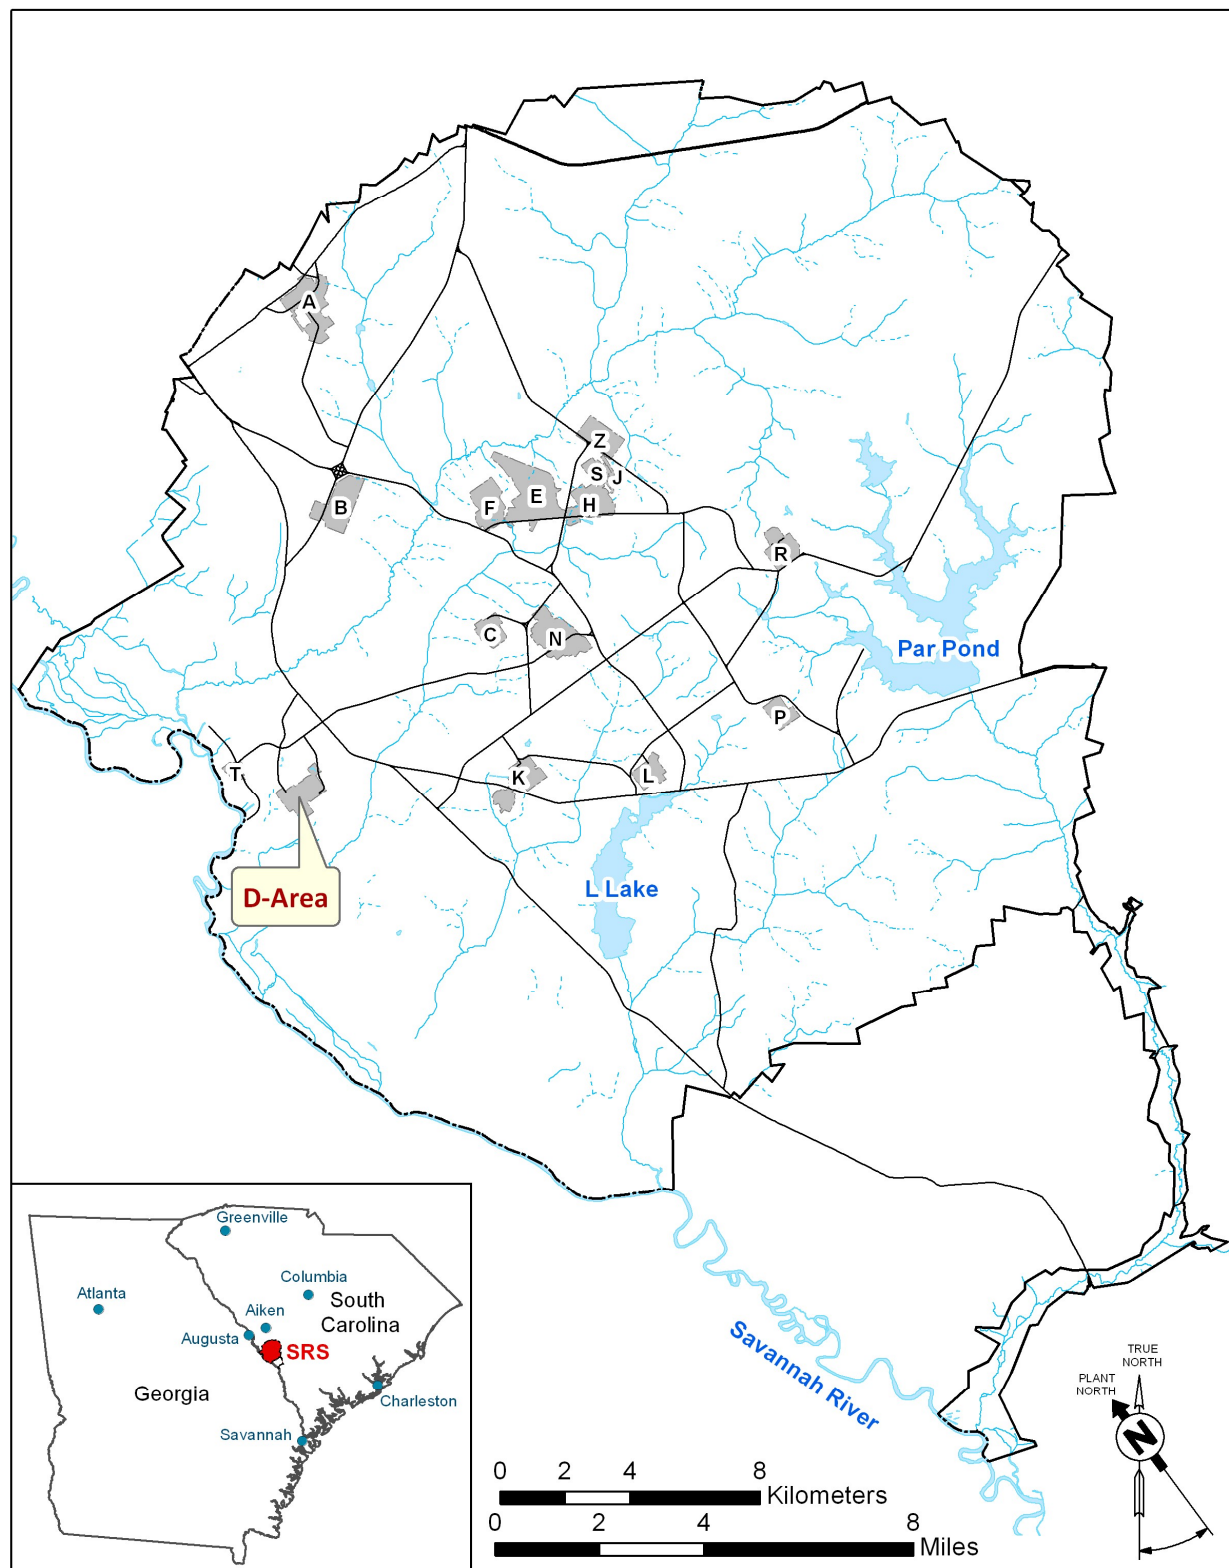 A
Z
S
J
E
H
F
B
R
C
N
Par Pond
P
T
K
L
D-Area
L Lake
Greenville
Columbia
Atlanta
South
Carolina
Aiken
Augusta
SRS
Georgia
Charleston
Savannah
Savannah River
TRUE
NORTH
PLANT
NORTH
N
0 2 4 8
Kilometers
0 2 4 8
Miles